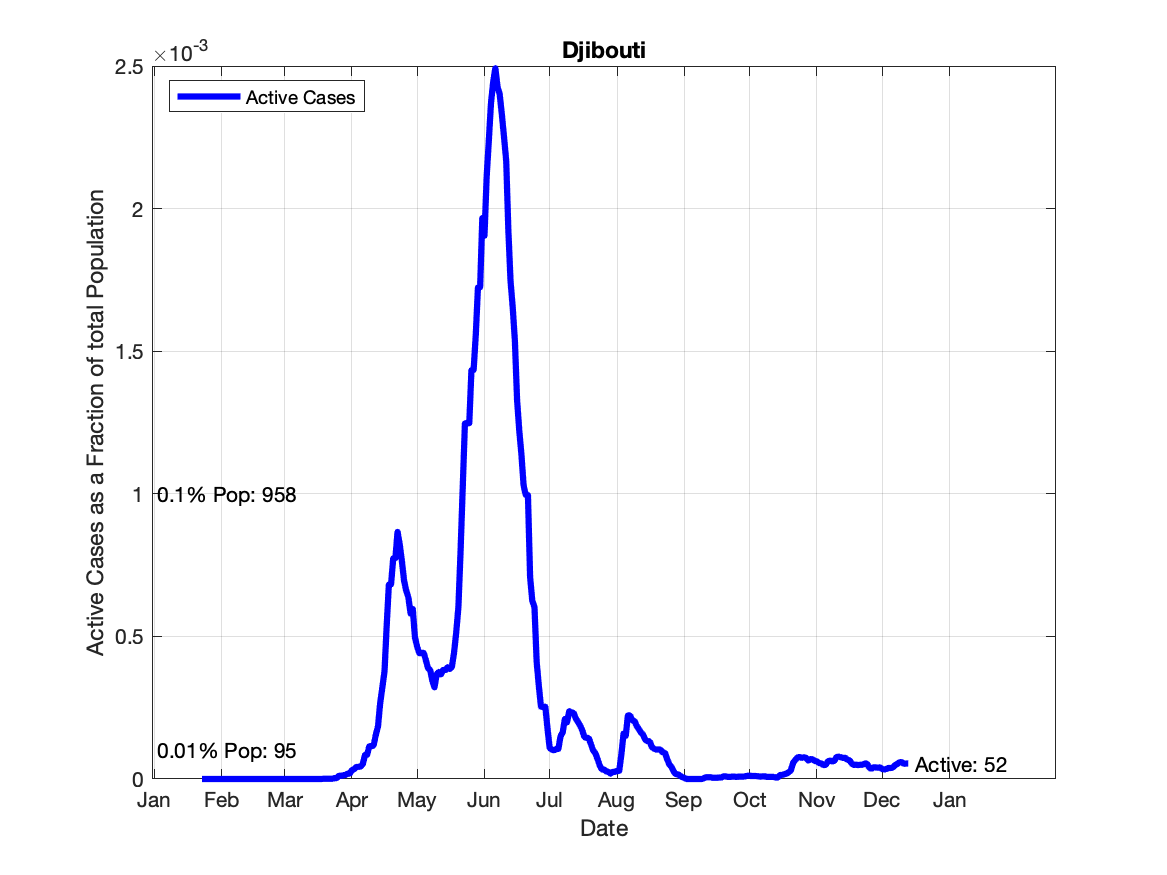 Djibouti
×10-3
2.5
Active Cases
2
1.5
1
0.1% Pop: 958
0.5
0.01% Pop: 95
0
Active: 52
Jan Feb Mar Apr May Jun Jul Aug Sep Oct Nov Dec Jan
Date
Active Cases as a Fraction of total Population